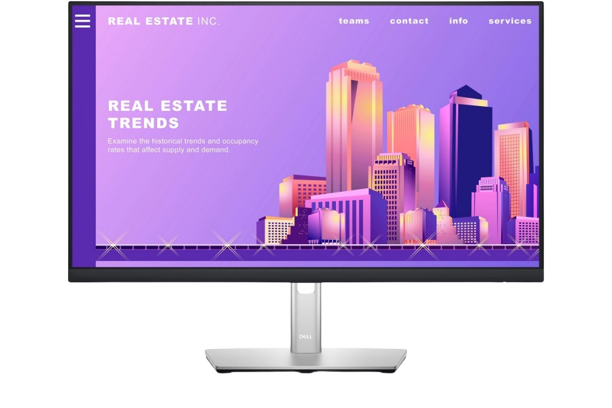 REAL ESTATE INC.
teams contact info services
REAL ESTATE
TRENDS
Examine the historical trends and occupancy
rates that affect supply and demand.
DELL